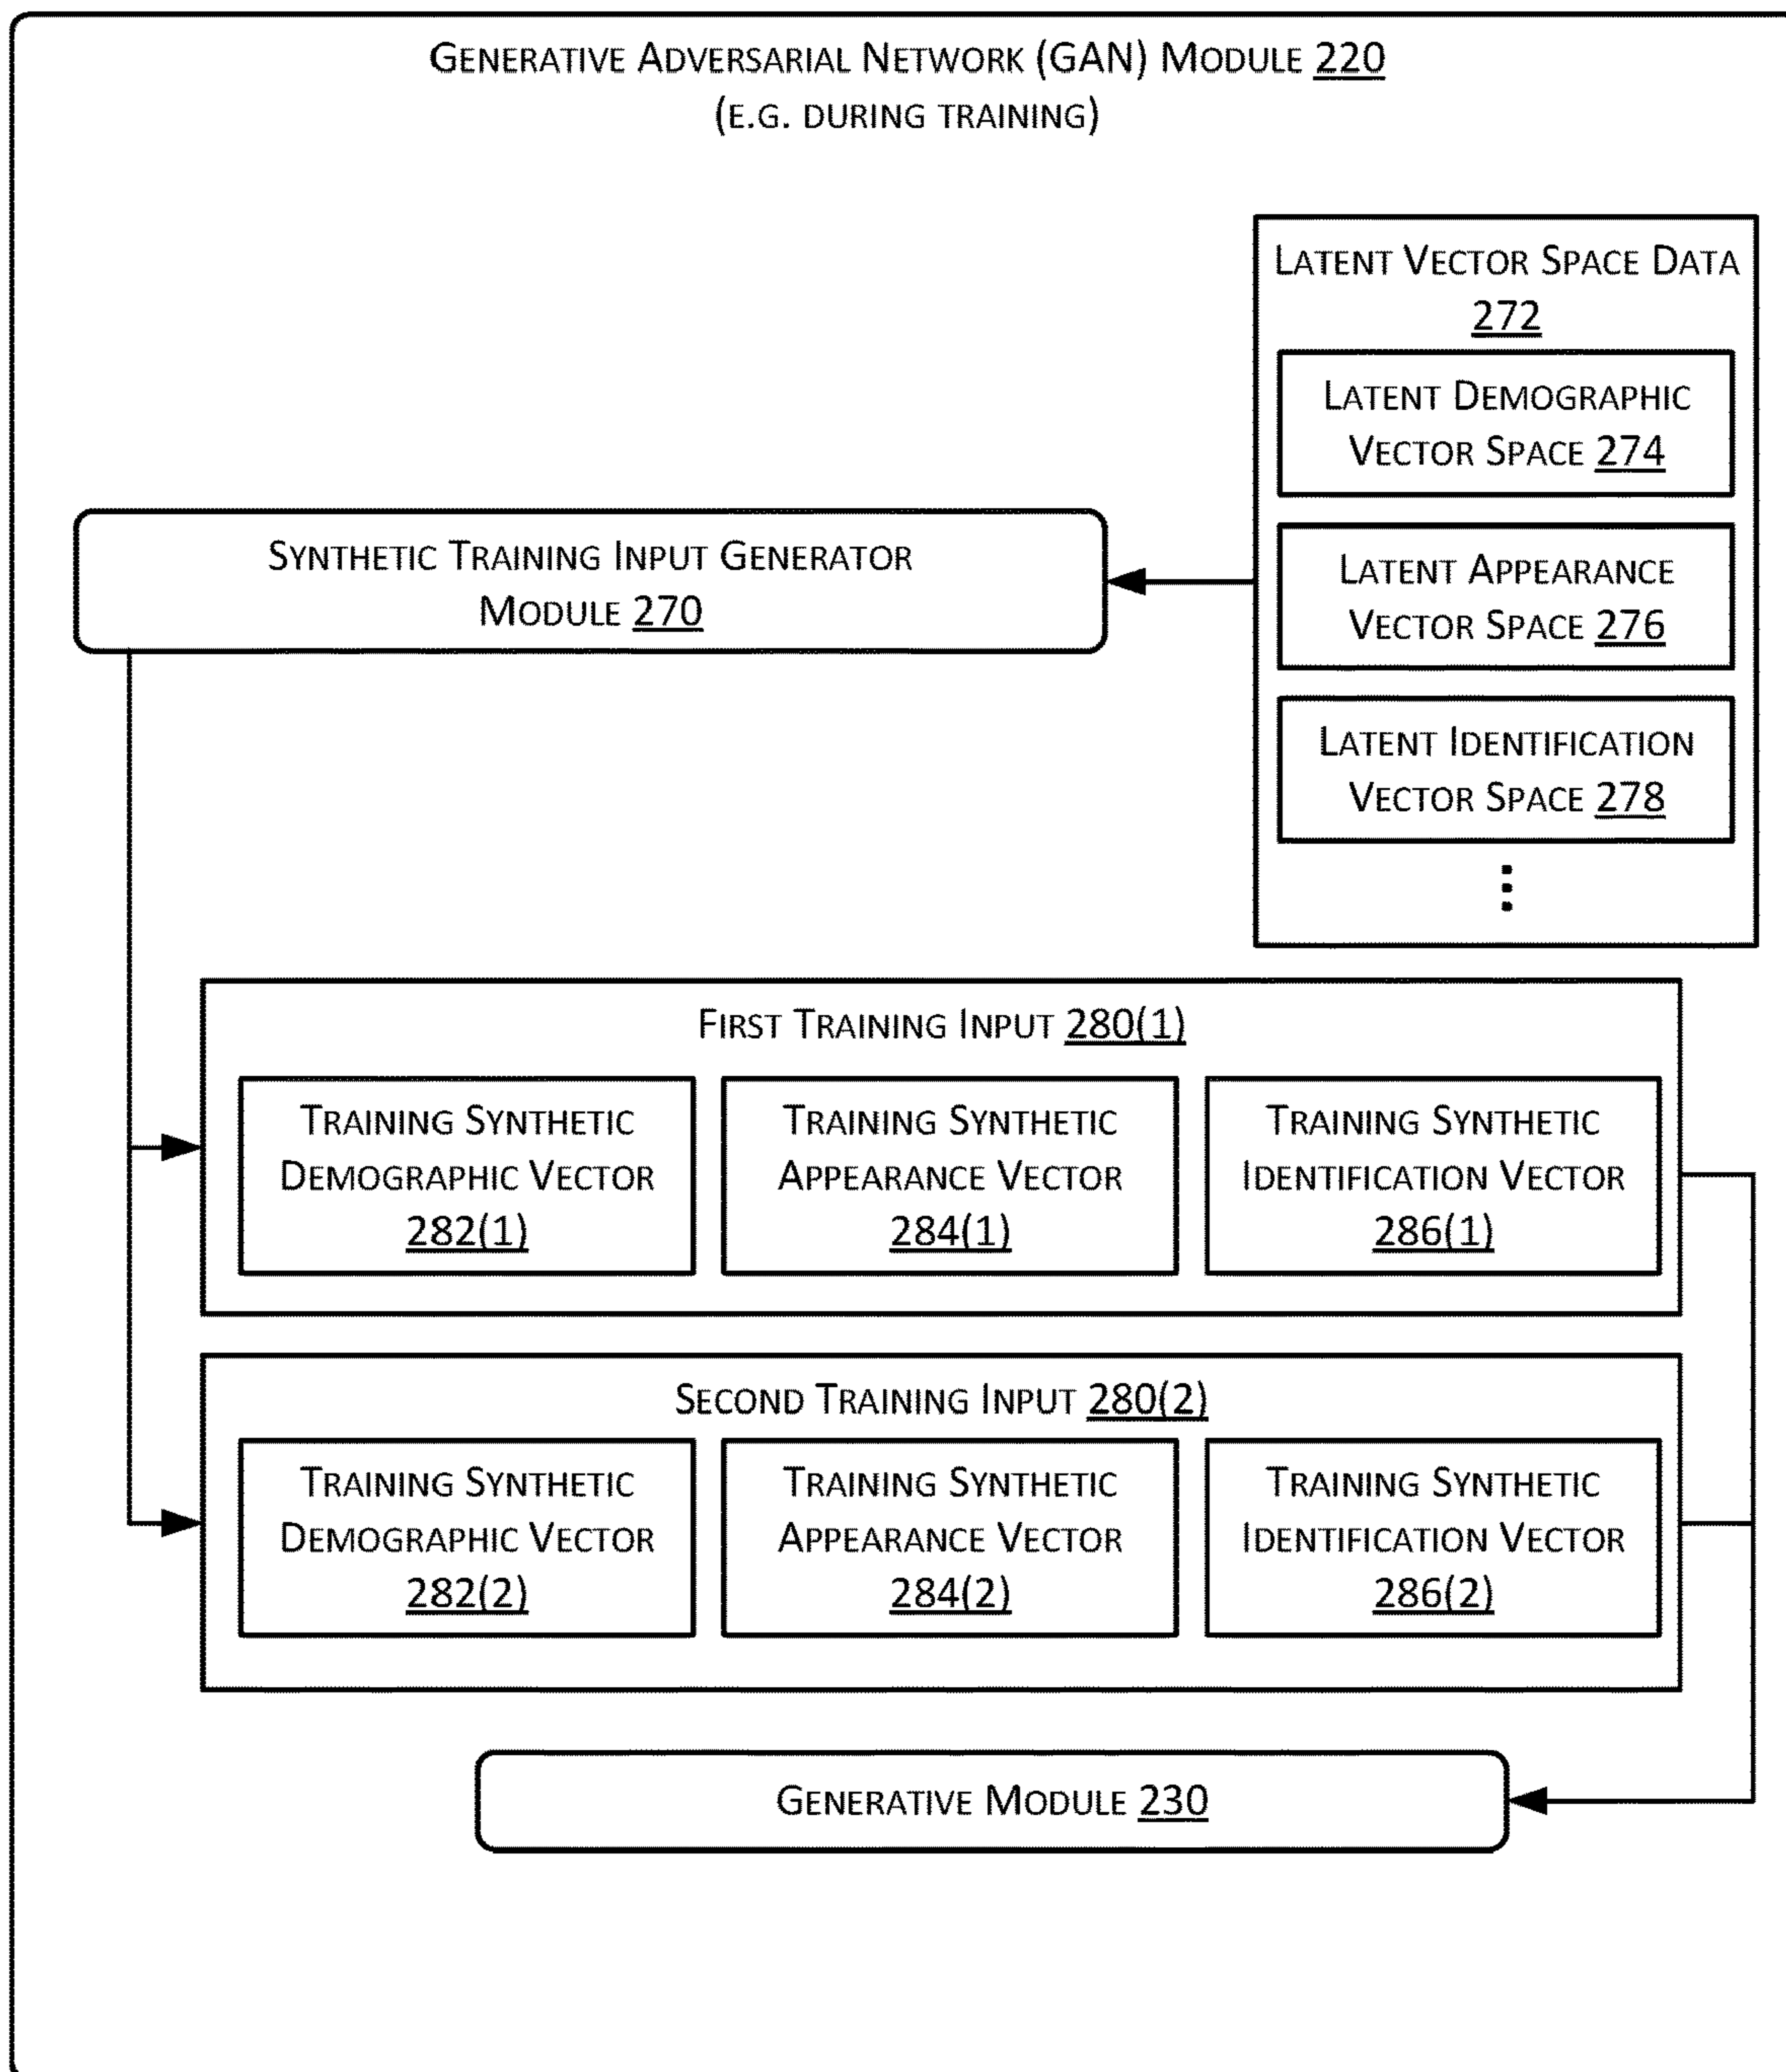 GENERATIVE ADVERSARIAL NETWORK (GAN) MODULE 220
(E.G. DURING TRAINING)
LATENT VECTOR SPACE DATA
272
LATENT DEMOGRAPHIC
VECTOR SPACE 274
LATENT APPEARANCE
VECTOR SPACE 276
LATENT IDENTIFICATION
VECTOR SPACE 278
SYNTHETIC TRAINING INPUT GENERATOR
MODULE 270
FIRST TRAINING INPUT 280(1)
TRAINING SYNTHETIC
DEMOGRAPHIC VECTOR
282(1)
TRAINING SYNTHETIC
APPEARANCE VECTOR
284(1)
TRAINING SYNTHETIC
IDENTIFICATION VECTOR
286(1)
SECOND TRAINING INPUT 280(2)
TRAINING SYNTHETIC
DEMOGRAPHIC VECTOR
282(2)
TRAINING SYNTHETIC
APPEARANCE VECTOR
284(2)
TRAINING SYNTHETIC
IDENTIFICATION VECTOR
286(2)
GENERATIVE MODULE 230